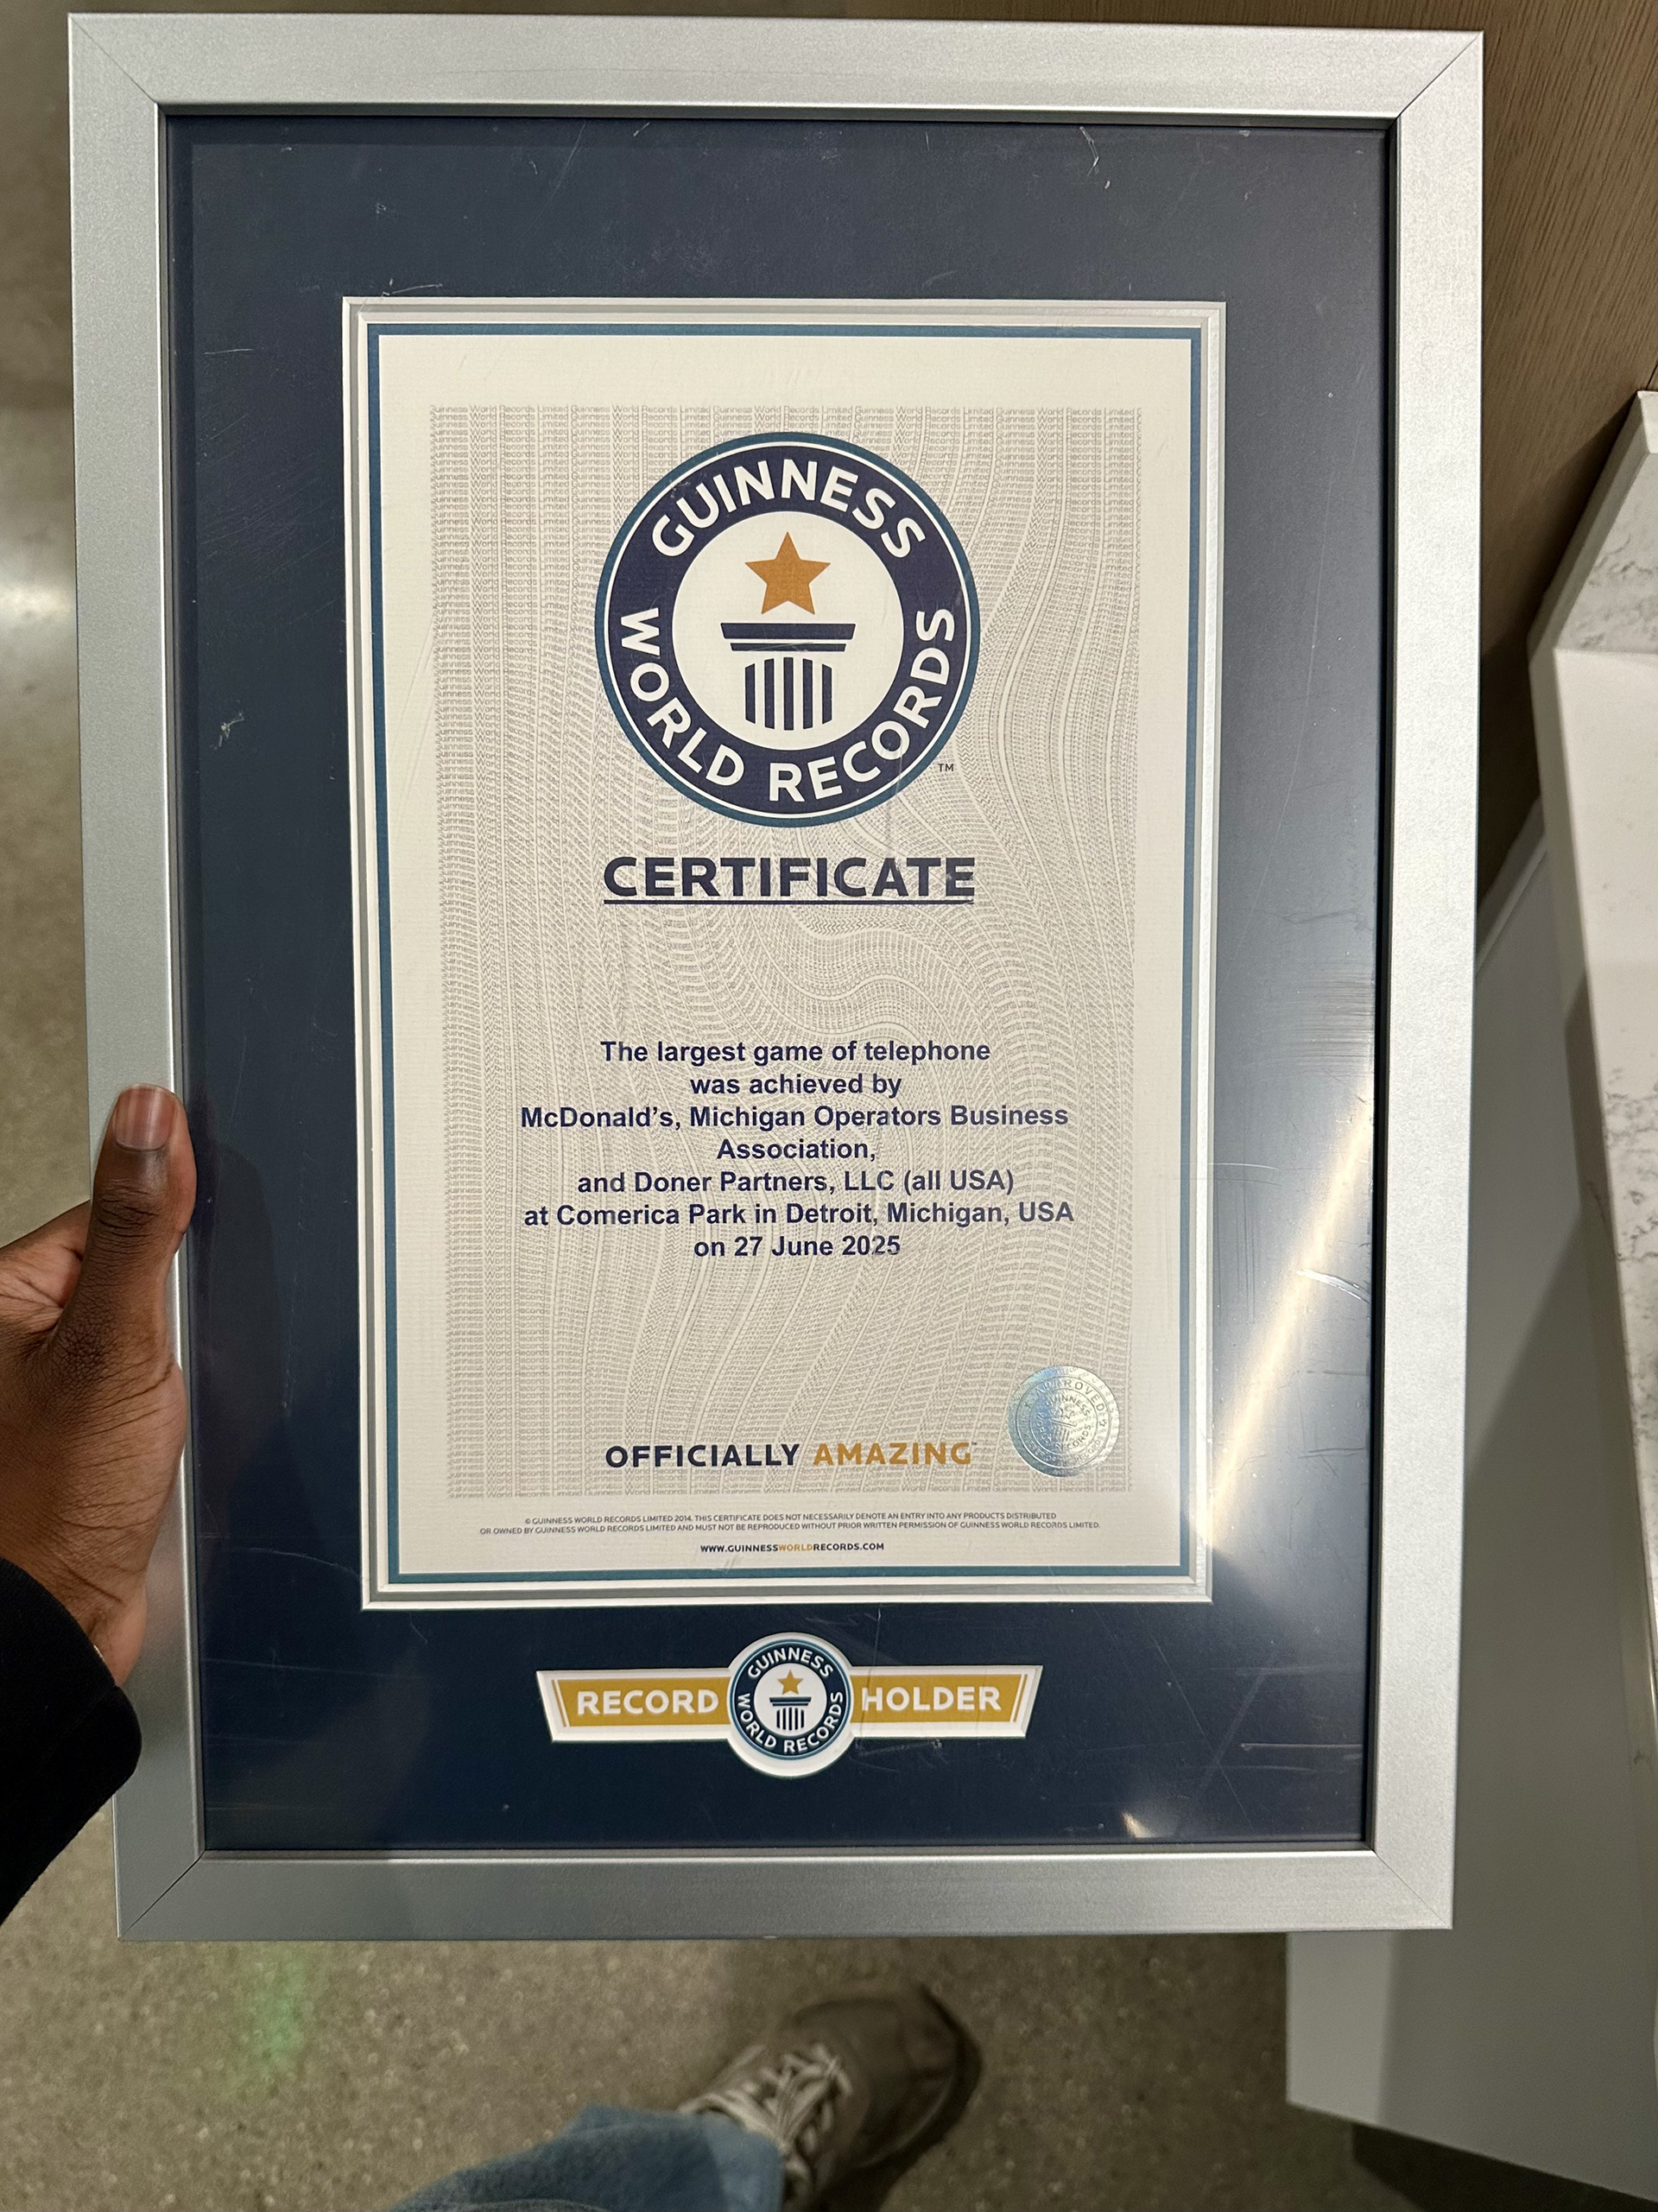 GUINNESS
WORLD RECORDS
TM
CERTIFICATE
The largest game of telephone
was achieved by
McDonald's, Michigan Operators Business
Association,
and Doner Partners, LLC (all USA)
at Comerica Park in Detroit, Michigan, USA
on 27 June 2025
APPROVED
GUINNESS
OFFICIALLY AMAZING
© GUINNESS WORLD RECORDS LIMITED 2014. THIS CERTIFICATE DOES NOT NECESSARILY DENOTE AN ENTRY INTO ANY PRODUCTS DISTRIBUTED
OR OWNED BY GUINNESS WORLD RECORDS LIMITED AND MUST NOT BE REPRODUCED WITHOUT PRIOR WRITTEN PERMISSION OF GUINNESS WORLD RECORDS LIMITED.
WWW.GUINNESSWORLDRECORDS.COM
RECORD HOLDER
GUINNESS
WORLD RECORDS